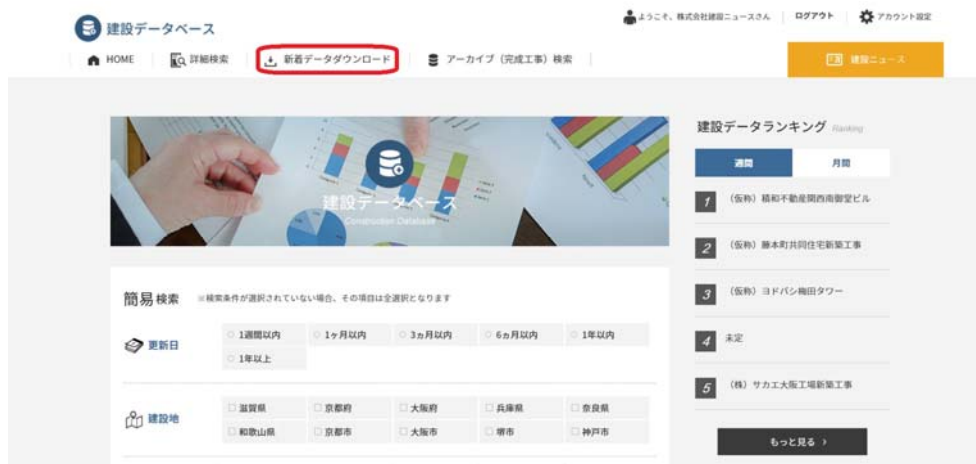 建設データベース
ようこそ、株式会社建設ニュースさん
ログアウト
アカウント設定
HOME
詳細検索
新着データダウンロード
アーカイブ（完成工事）検索
建設ニュース
建設データベース
Construction Database
建設データランキング Ranking
週間
月間
1 （仮称）積和不動産関西南御堂ビル
2 （仮称）藤本町共同住宅新築工事
3 （仮称）ヨドバシ梅田タワー
4 未定
5 （株）サカエ大阪工場新築工事
もっと見る
簡易検索 ※検索条件が選択されていない場合、その項目は全選択となります
更新日
1週間以内 1ヶ月以内 3ヵ月以内 6ヵ月以内 1年以内
1年以上
建設地
滋賀県 京都府 大阪府 兵庫県 奈良県
和歌山県 京都市 大阪市 堺市 神戸市